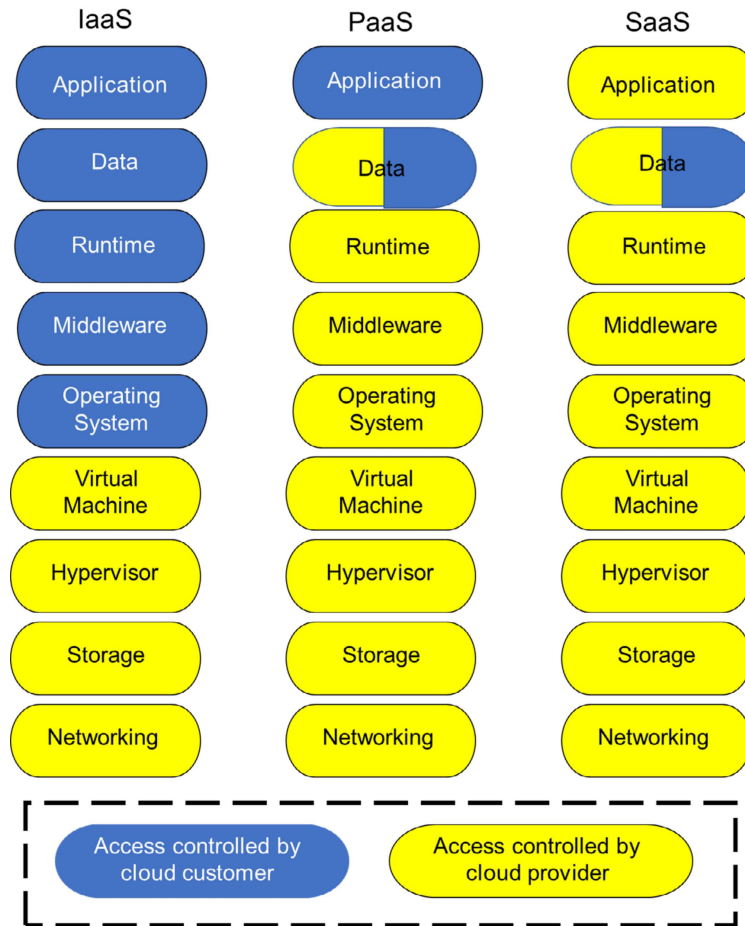 IaaS
PaaS
SaaS
Application
Application
Application
Data
Data
Data
Runtime
Runtime
Runtime
Middleware
Middleware
Middleware
Operating
System
Operating
System
Operating
System
Virtual
Machine
Virtual
Machine
Virtual
Machine
Hypervisor
Hypervisor
Hypervisor
Storage
Storage
Storage
Networking
Networking
Networking
Access controlled by
cloud customer
Access controlled by
cloud provider